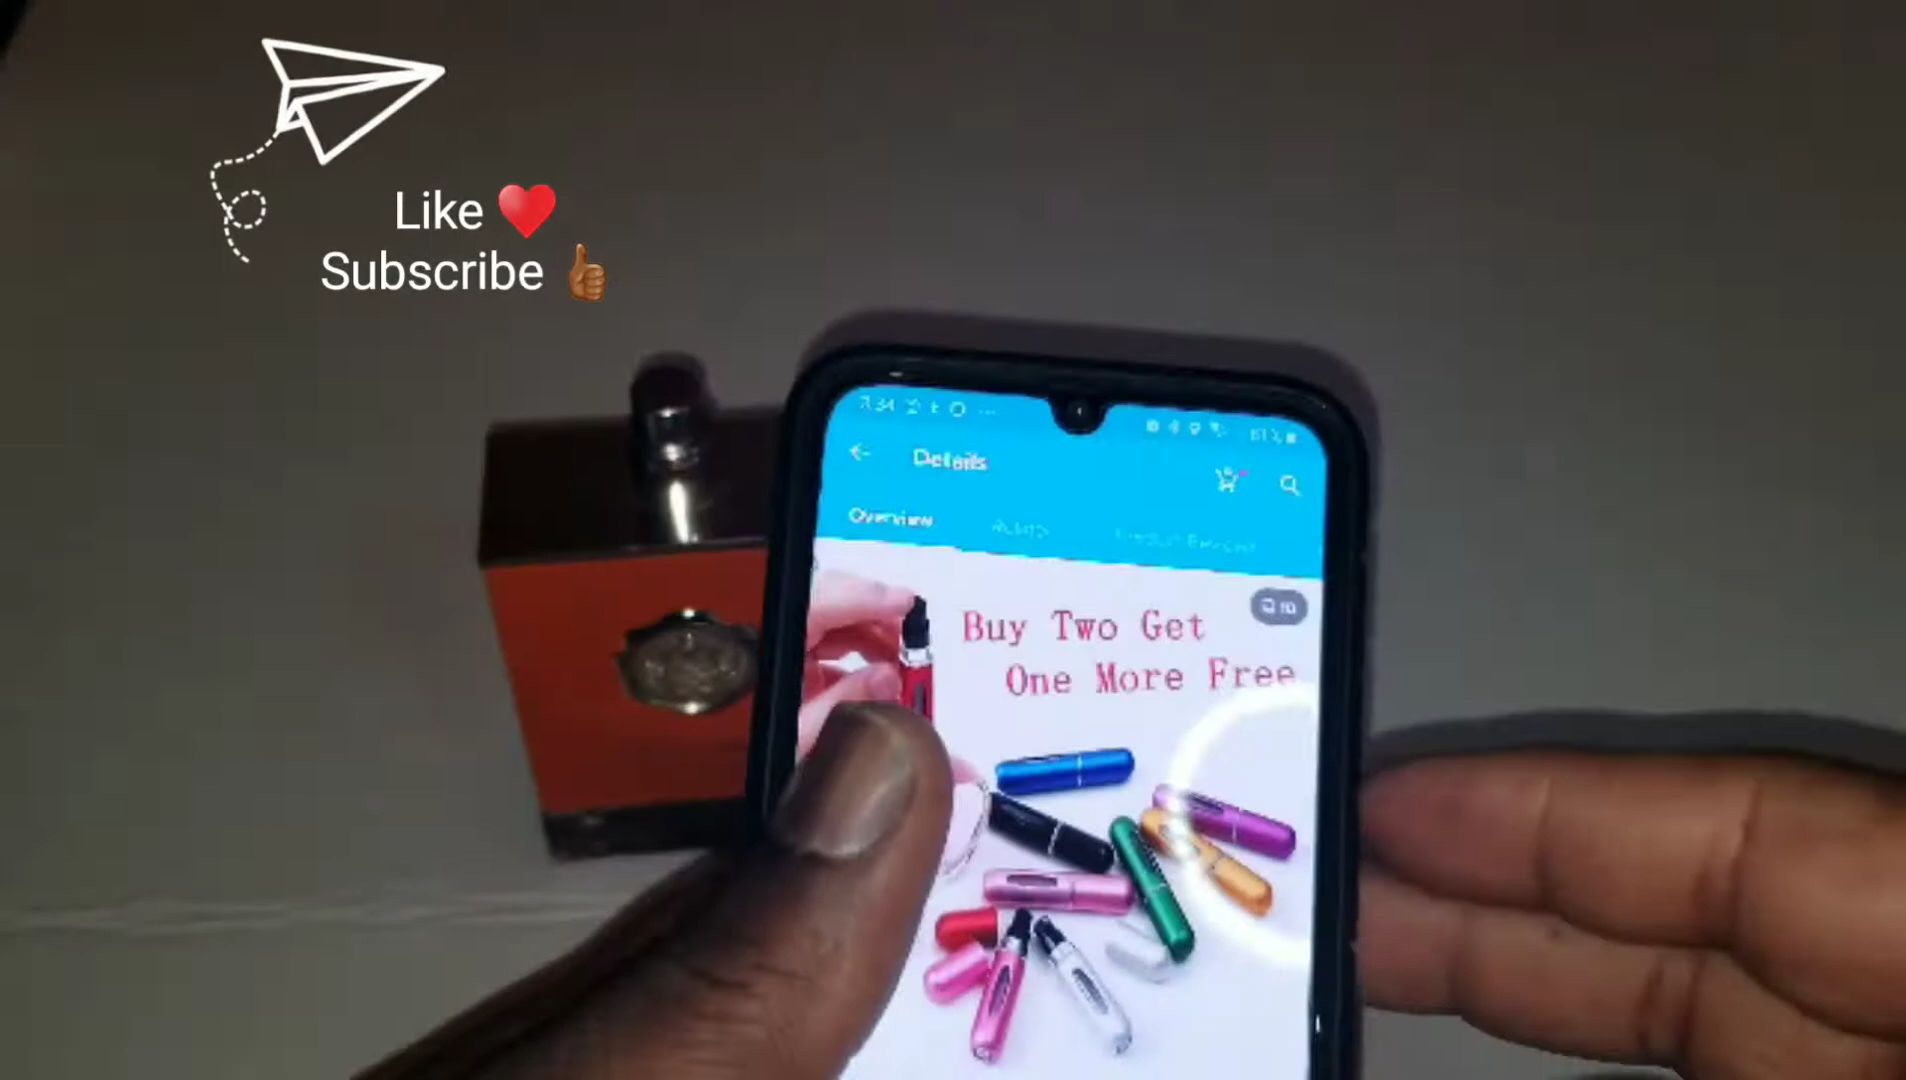 Like ❤️
Subscribe 👍🏾
Details
Overview
Buy Two Get
One More Free